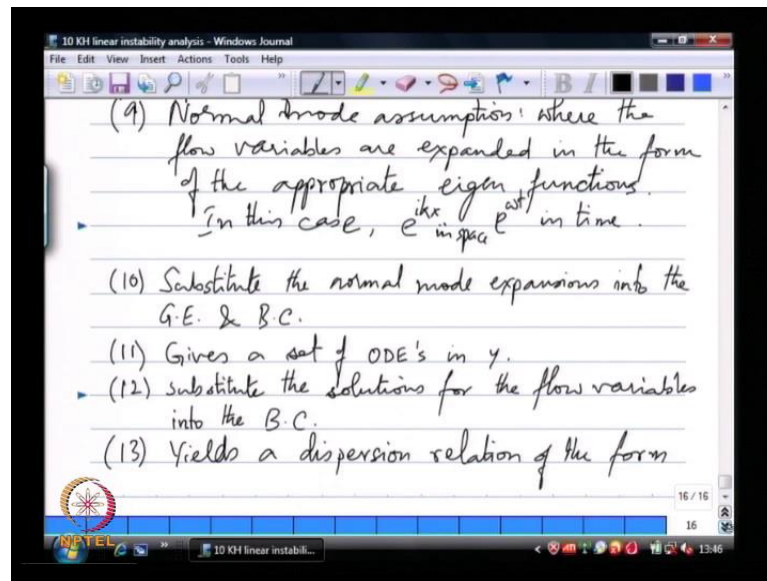 10 KH linear instability analysis - Windows Journal
File Edit View Insert Actions Tools Help
B I
(9) Normal mode assumption: where the
flow variables are expanded in the form
of the appropriate eigen functions.
In this case, e^{ikx} in space e^{ωt} in time.
(10) Substitute the normal mode expansions into the
G.E. & B.C.
(11) Gives a set of ODE's in y.
(12) substitute the solutions for the flow variables
into the B.C.
(13) Yields a dispersion relation of the form
16 / 16
16
NPTEL
10 KH linear instabili...
13:46